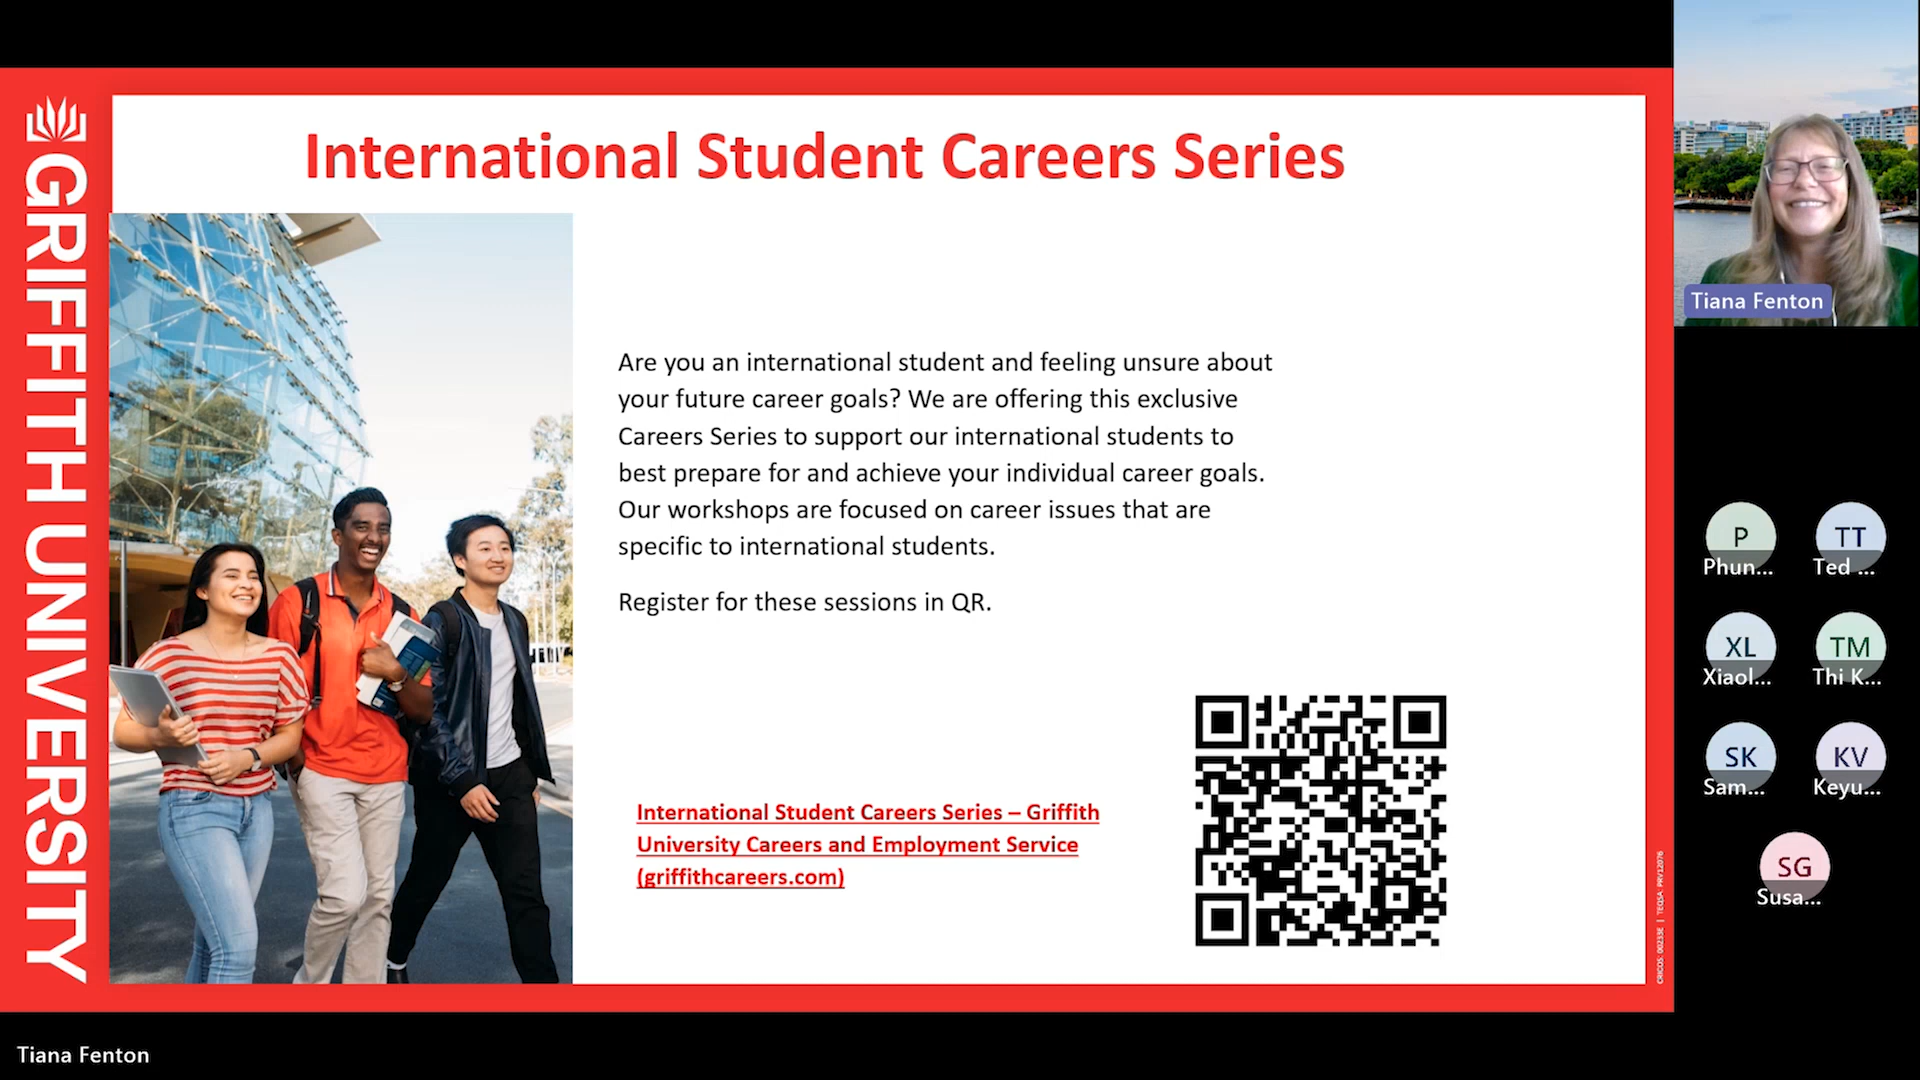 GRIFFITH UNIVERSITY
International Student Careers Series
Are you an international student and feeling unsure about
your future career goals? We are offering this exclusive
Careers Series to support our international students to
best prepare for and achieve your individual career goals.
Our workshops are focused on career issues that are
specific to international students.
Register for these sessions in QR.
International Student Careers Series – Griffith
University Careers and Employment Service
(griffithcareers.com)
CRICOS: 00233E | TEQSA: PRV12076
Tiana Fenton
P
Phun...
TT
Ted ...
XL
Xiaol...
TM
Thi K...
SK
Sam...
KV
Keyu...
SG
Susa...
Tiana Fenton